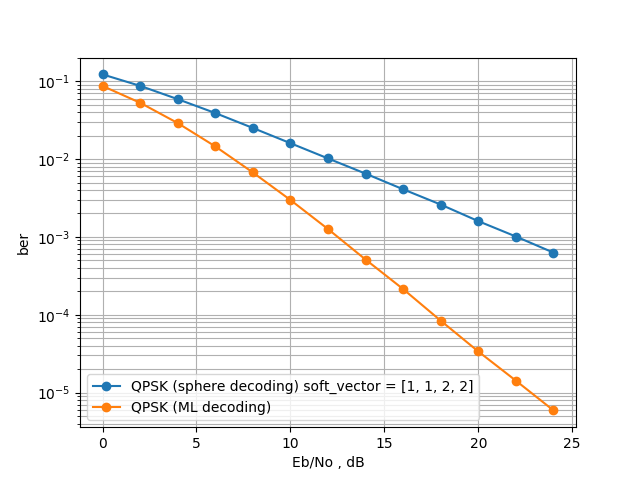 10⁻¹
10⁻²
10⁻³
10⁻⁴
10⁻⁵
ber
QPSK (sphere decoding) soft_vector = [1, 1, 2, 2]
QPSK (ML decoding)
0 5 10 15 20 25
Eb/No , dB